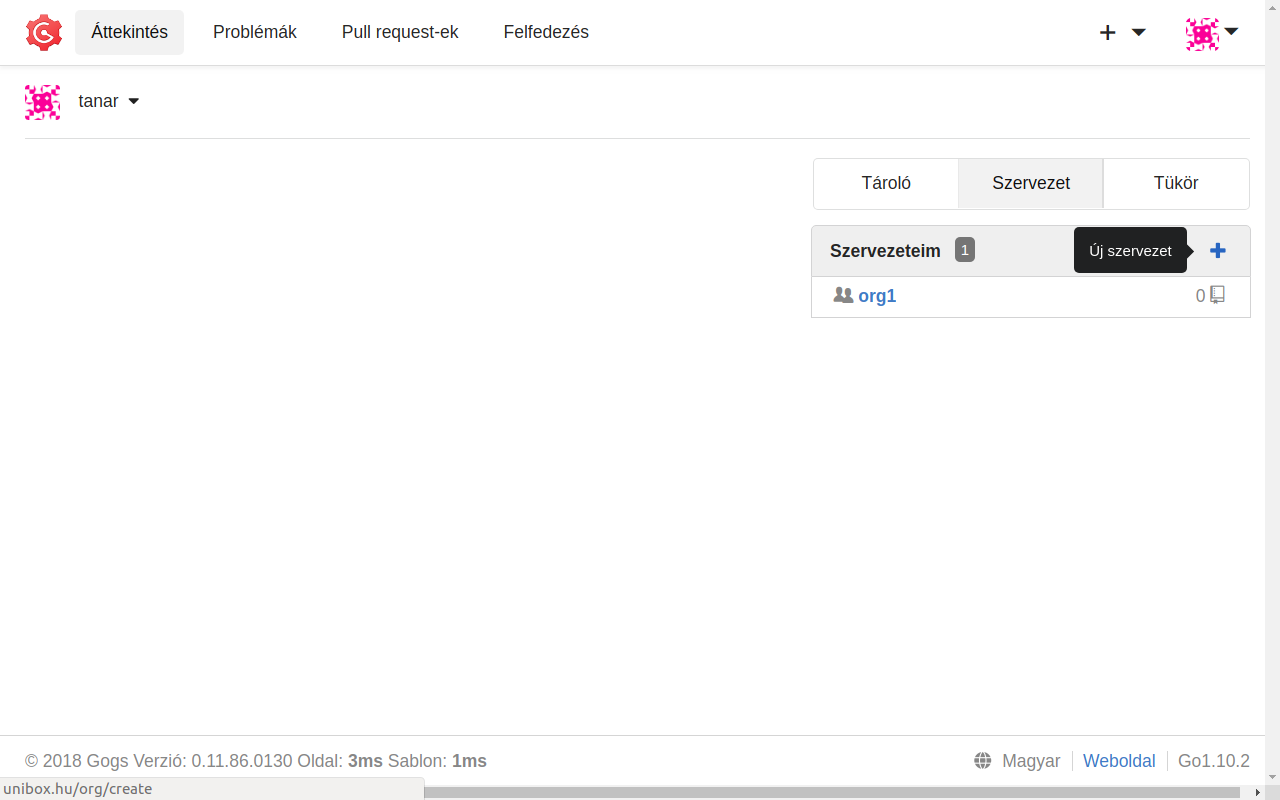 Áttekintés Problémák Pull request-ek Felfedezés
tanar
Tároló Szervezet Tükör
Szervezeteim 1 Új szervezet
org1 0
© 2018 Gogs Verzió: 0.11.86.0130 Oldal: 3ms Sablon: 1ms Magyar Weboldal Go1.10.2
unibox.hu/org/create